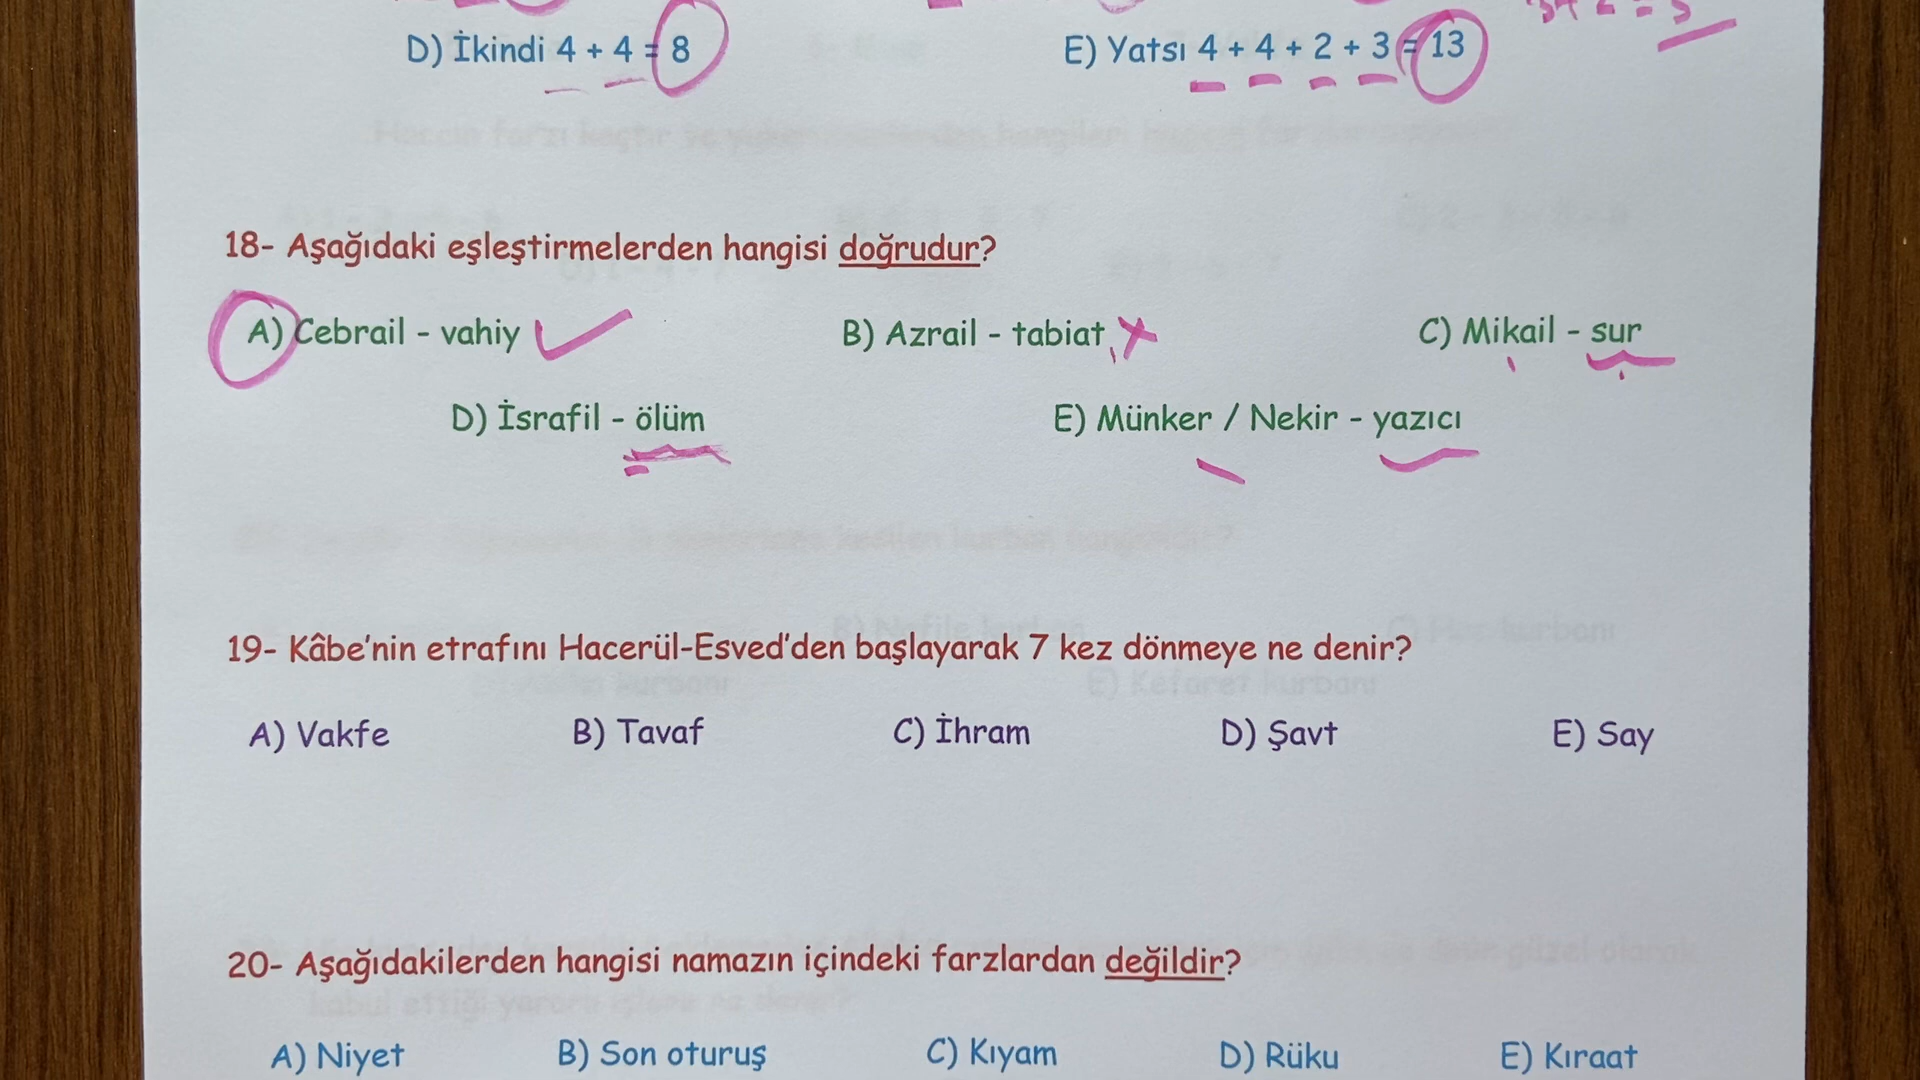 D) İkindi 4 + 4 = 8 E) Yatsı 4 + 4 + 2 + 3 = 13
18- Aşağıdaki eşleştirmelerden hangisi doğrudur?
A) Cebrail - vahiy B) Azrail - tabiat C) Mikail - sur
D) İsrafil - ölüm E) Münker / Nekir - yazıcı
19- Kâbe'nin etrafını Hacerül-Esved'den başlayarak 7 kez dönmeye ne denir?
A) Vakfe B) Tavaf C) İhram D) Şavt E) Say
20- Aşağıdakilerden hangisi namazın içindeki farzlardan değildir?
A) Niyet B) Son oturuş C) Kıyam D) Rüku E) Kıraat